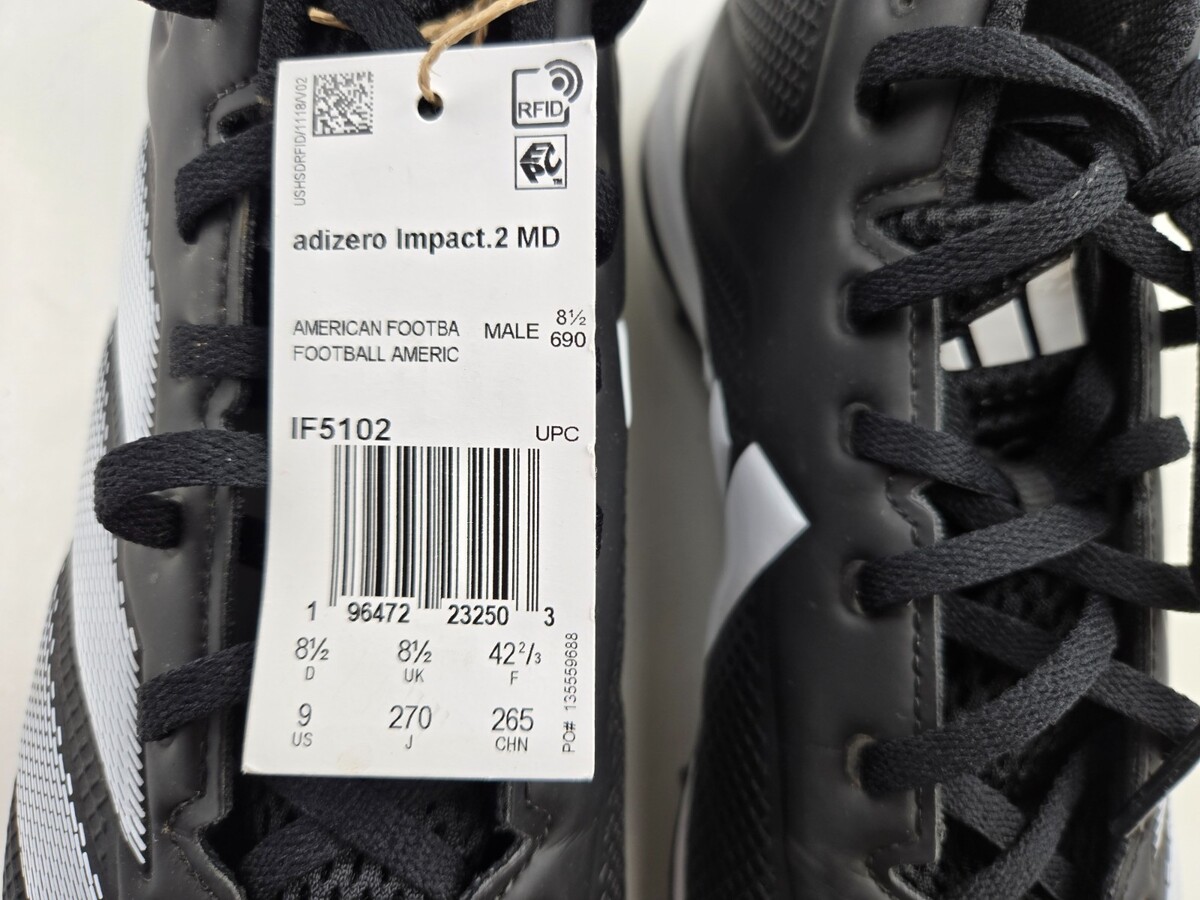 USHSDRFID/1118/V02
RFID
EPC™
adizero Impact.2 MD
AMERICAN FOOTBA MALE 8½
FOOTBALL AMERIC 690
IF5102 UPC
1 96472 23250 3
8½ 8½ 42²/₃
D UK F
9 270 265
US J CHN
PO# 135559688